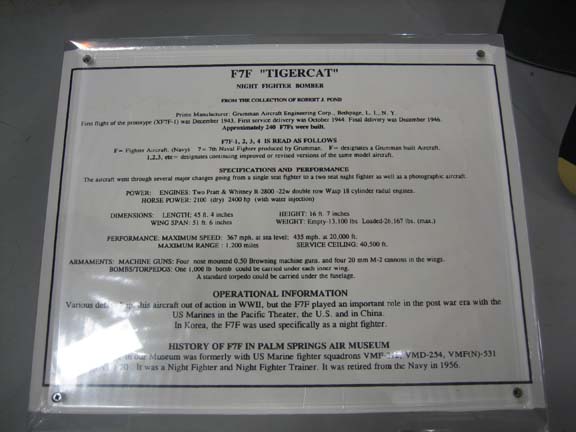 F7F "TIGERCAT"
NIGHT FIGHTER BOMBER
FROM THE COLLECTION OF ROBERT J. POND
Prime Manufacturer: Grumman Aircraft Engineering Corp., Bethpage, L. I., N. Y.
First flight of the prototype (XF7F-1) was December 1943. First service delivery was October 1944. Final delivery was December 1946.
Approximately 240 F7Fs were built.
F7F-1, 2, 3, 4 IS READ AS FOLLOWS
F = Fighter Aircraft. (Navy) 7 = 7th Naval Fighter produced by Grumman. F = designates a Grumman built Aircraft.
1,2,3, etc= designates continuing improved or revised versions of the same model aircraft.
SPECIFICATIONS AND PERFORMANCE
The aircraft went through several major changes going from a single seat fighter to a two seat night fighter as well as a photographic aircraft.
POWER: ENGINES: Two Pratt & Whitney R-2800 -22w double row Wasp 18 cylinder radial engines.
HORSE POWER: 2100 (dry) 2400 hp (with water injection)
DIMENSIONS: LENGTH: 45 ft. 4 inches HEIGHT: 16 ft. 7 inches
WING SPAN: 51 ft. 6 inches WEIGHT: Empty-13,100 lbs. Loaded-26,167 lbs. (max.)
PERFORMANCE: MAXIMUM SPEED: 367 mph. at sea level; 435 mph. at 20,000 ft.
MAXIMUM RANGE : 1,200 miles SERVICE CEILING: 40,500 ft.
ARMAMENTS: MACHINE GUNS: Four nose mounted 0.50 Browning machine guns, and four 20 mm M-2 cannons in the wings.
BOMBS/TORPEDOS: One 1,000 lb bomb could be carried under each inner wing.
A standard torpedo could be carried under the fuselage.
OPERATIONAL INFORMATION
Various this aircraft out of action in WWII, but the F7F played an important role in the post war era with the
US Marines in the Pacific Theater, the U.S. and in China.
In Korea, the F7F was used specifically as a night fighter.
HISTORY OF F7F IN PALM SPRINGS AIR MUSEUM
in our Museum was formerly with US Marine fighter squadrons VMD-254, VMF(N)-531
It was a Night Fighter and Night Fighter Trainer. It was retired from the Navy in 1956.